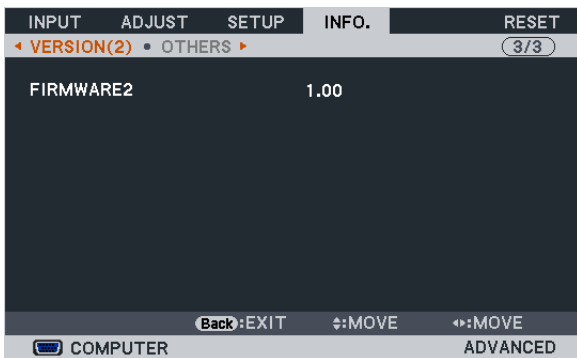 INPUT ADJUST SETUP INFO. RESET
◂ VERSION(2) • OTHERS ▸ 3/3
FIRMWARE2 1.00
Back:EXIT ♦:MOVE ◂▸:MOVE
COMPUTER ADVANCED